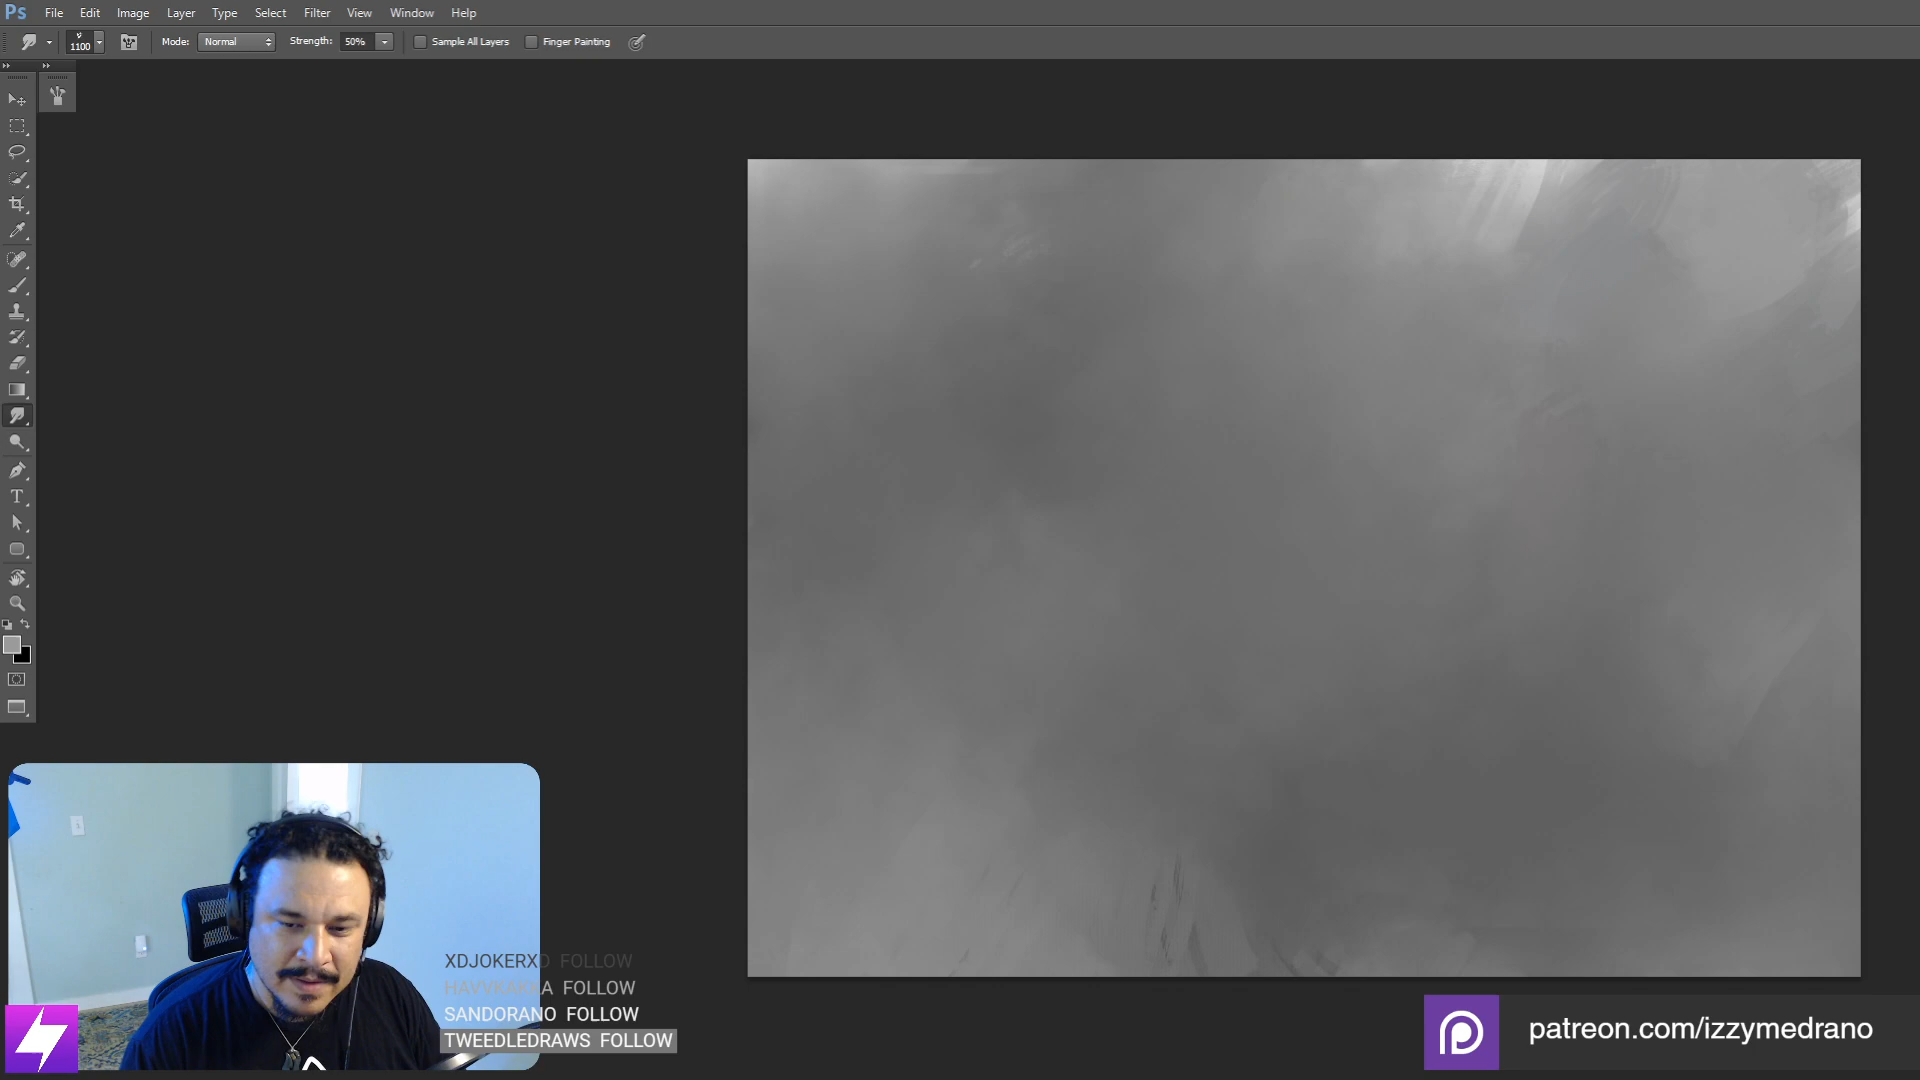 Ps File Edit Image Layer Type Select Filter View Window Help
1100 Mode: Normal Strength: 50% Sample All Layers Finger Painting
T
XDJOKERXD FOLLOW
FOLLOW
SANDORANO FOLLOW
TWEEDLEDRAWS FOLLOW
patreon.com/izzymedrano